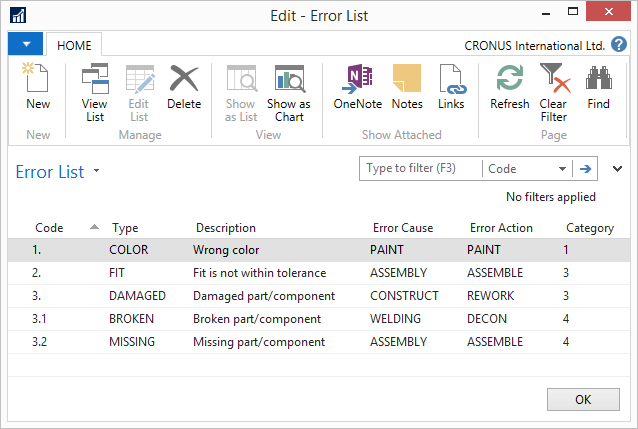 Edit - Error List
HOME
CRONUS International Ltd.
New
View List
Edit List
Delete
Show as List
Show as Chart
OneNote
Notes
Links
Refresh
Clear Filter
Find
New
Manage
View
Show Attached
Page
Error List
Type to filter (F3)
Code
No filters applied
Code Type Description Error Cause Error Action Category
1. COLOR Wrong color PAINT PAINT 1
2. FIT Fit is not within tolerance ASSEMBLY ASSEMBLE 3
3. DAMAGED Damaged part/component CONSTRUCT REWORK 3
3.1 BROKEN Broken part/component WELDING DECON 4
3.2 MISSING Missing part/component ASSEMBLY ASSEMBLE 4
OK